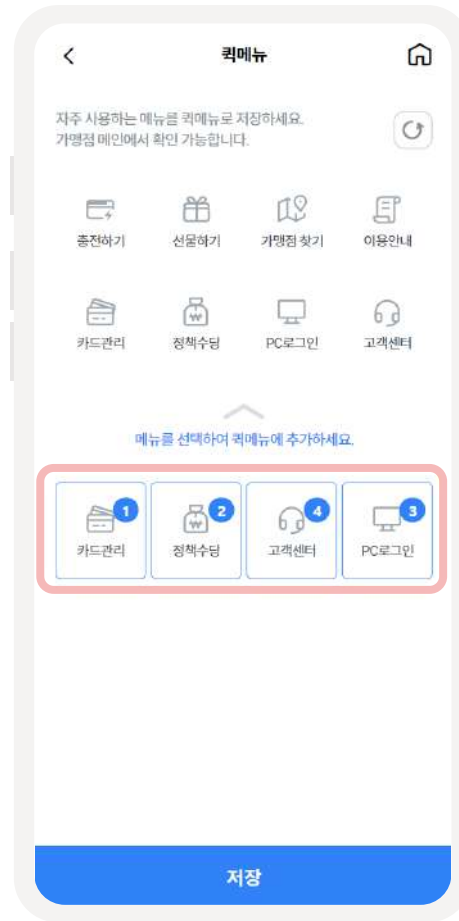 퀵메뉴
자주 사용하는 메뉴를 퀵메뉴로 저장하세요.
가맹점 메인에서 확인 가능합니다.
충전하기 선물하기 가맹점 찾기 이용안내
카드관리 정책수당 PC로그인 고객센터
메뉴를 선택하여 퀵메뉴에 추가하세요.
1 2 4 3
카드관리 정책수당 고객센터 PC로그인
저장